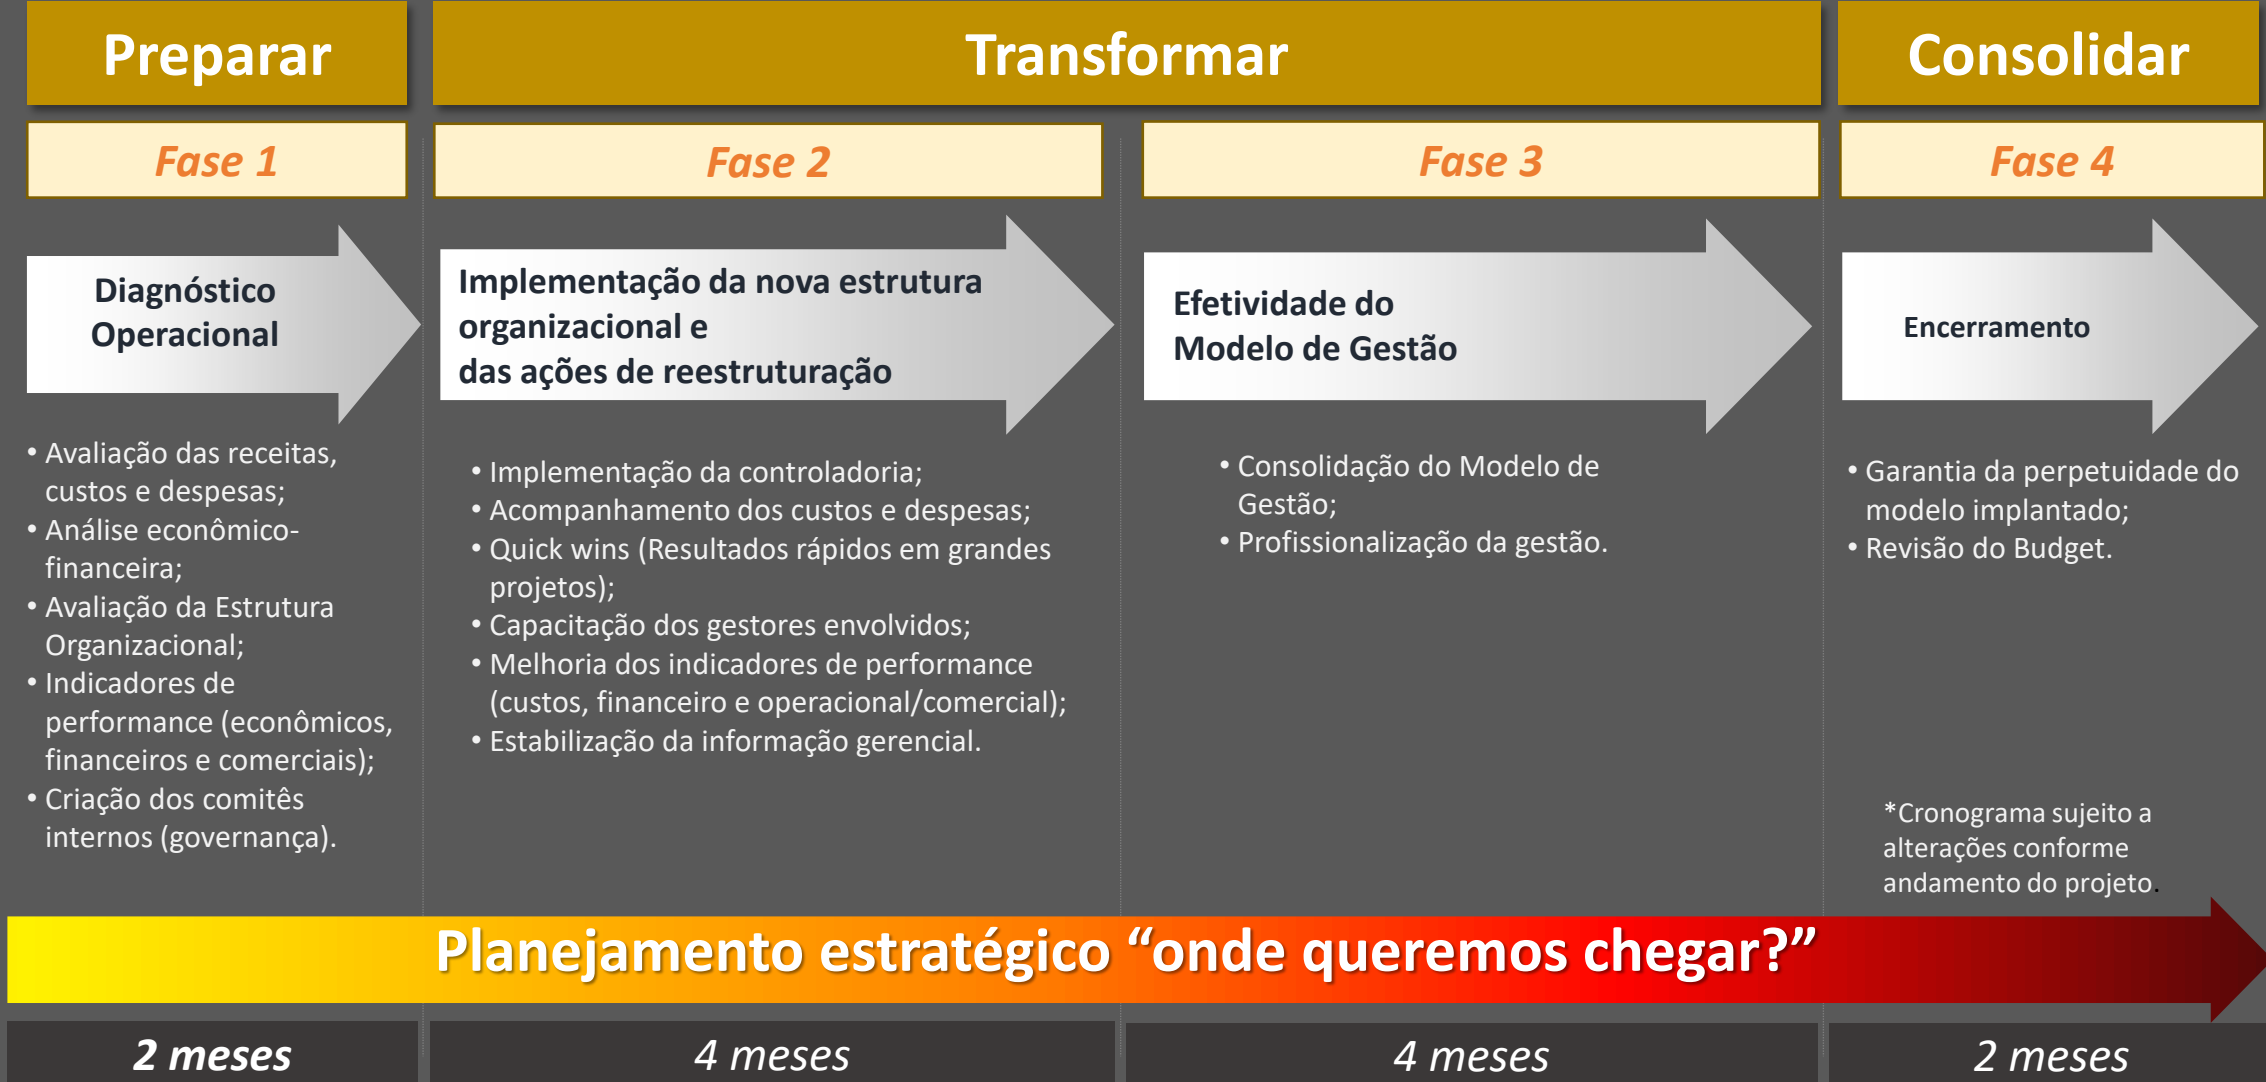 Preparar
Transformar
Consolidar
Fase 1
Fase 2
Fase 3
Fase 4
Diagnóstico
Operacional
Implementação da nova estrutura
organizacional e
das ações de reestruturação
Efetividade do
Modelo de Gestão
Encerramento
• Avaliação das receitas,
custos e despesas;
• Análise econômico-
financeira;
• Avaliação da Estrutura
Organizacional;
• Indicadores de
performance (econômicos,
financeiros e comerciais);
• Criação dos comitês
internos (governança).
• Implementação da controladoria;
• Acompanhamento dos custos e despesas;
• Quick wins (Resultados rápidos em grandes
projetos);
• Capacitação dos gestores envolvidos;
• Melhoria dos indicadores de performance
(custos, financeiro e operacional/comercial);
• Estabilização da informação gerencial.
• Consolidação do Modelo de
Gestão;
• Profissionalização da gestão.
• Garantia da perpetuidade do
modelo implantado;
• Revisão do Budget.
*Cronograma sujeito a
alterações conforme
andamento do projeto.
Planejamento estratégico “onde queremos chegar?”
2 meses
4 meses
4 meses
2 meses